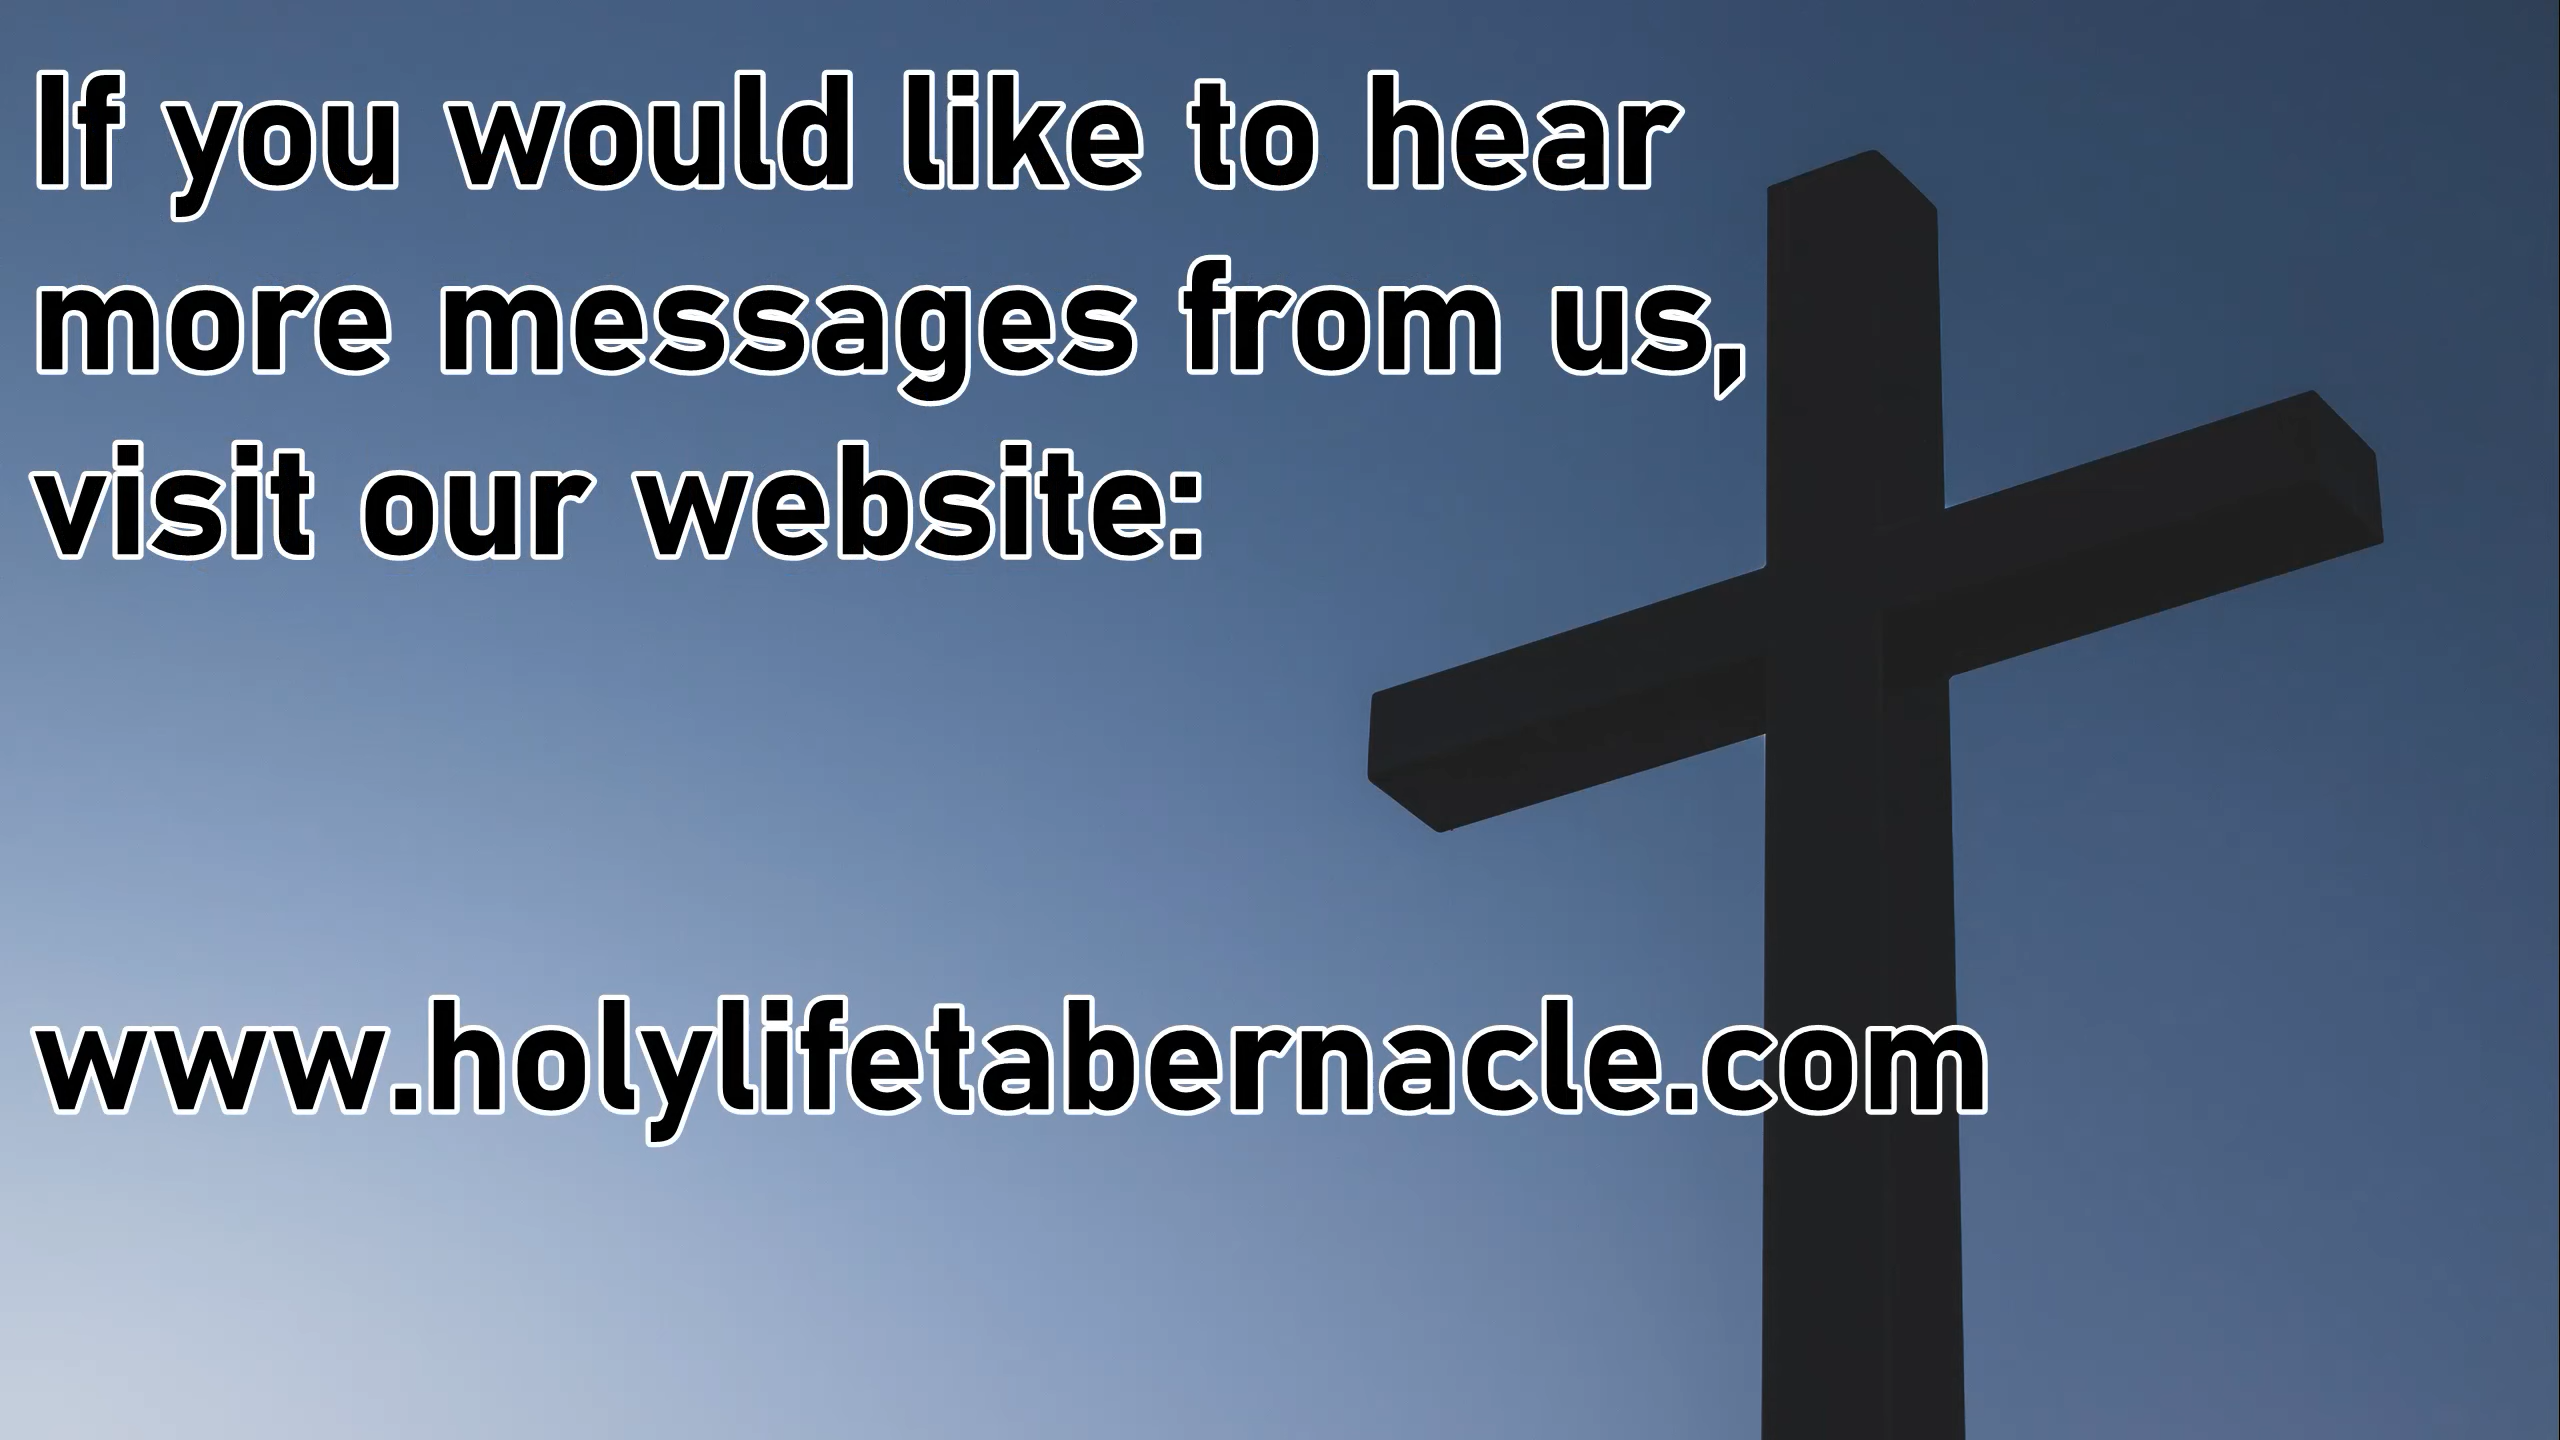 If you would like to hear
more messages from us,
visit our website:
www.holylifetabernacle.com